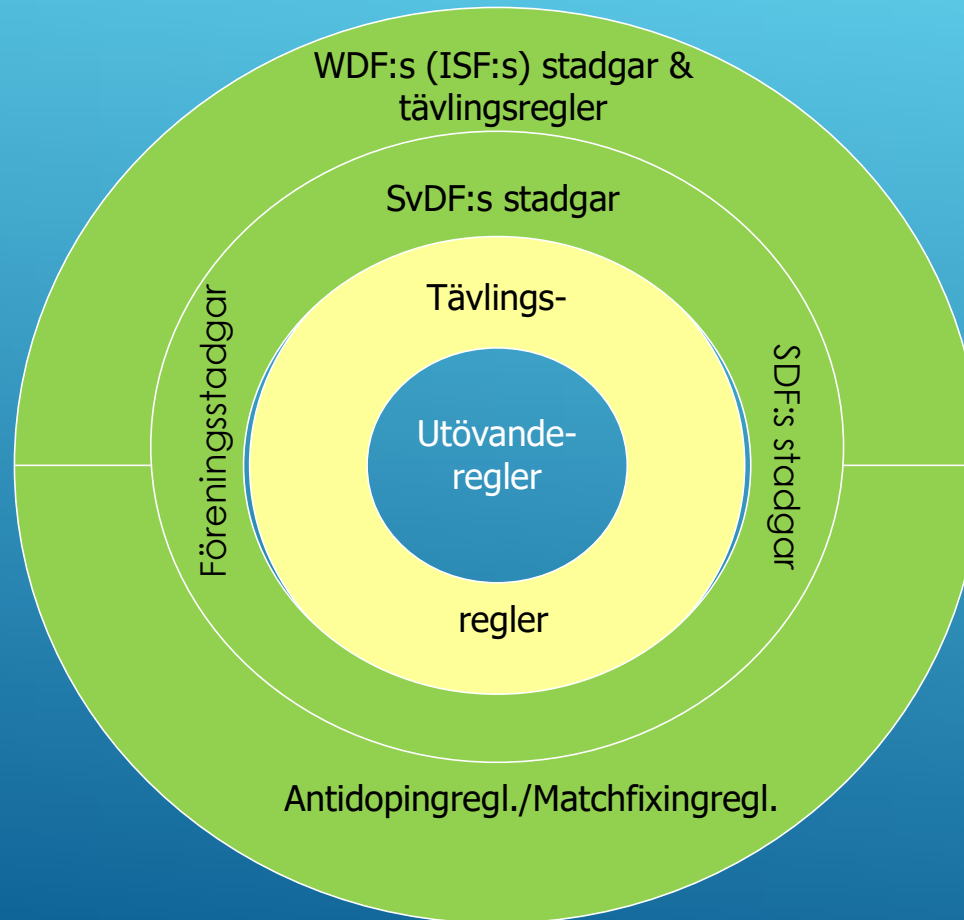 WDF:s (ISF:s) stadgar &
tävlingsregler
SvDF:s stadgar
Tävlings-
Föreningsstadgar
SDF:s stadgar
Utövande-
regler
regler
Antidopingregl./Matchfixingregl.